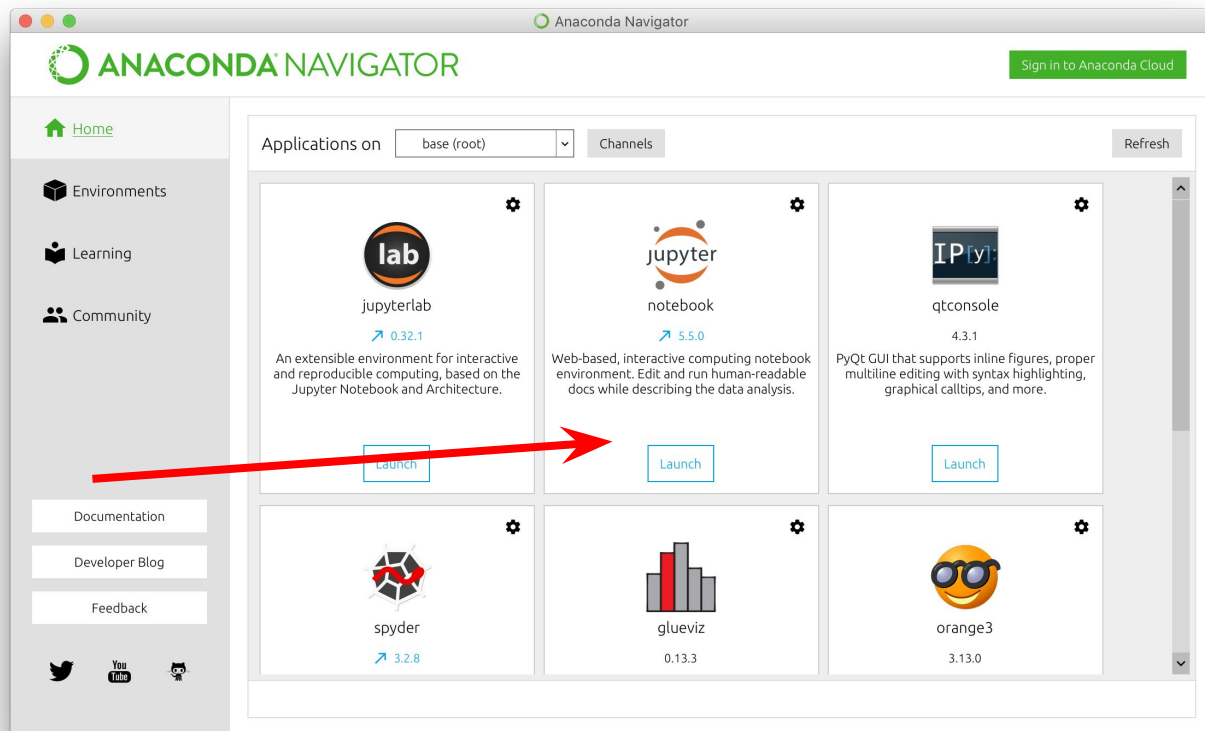 Anaconda Navigator
ANACONDA NAVIGATOR
Sign in to Anaconda Cloud
Home
Environments
Learning
Community
Documentation
Developer Blog
Feedback
You
Tube
Applications on
base (root)
Channels
Refresh
lab
jupyterlab
0.32.1
An extensible environment for interactive
and reproducible computing, based on the
Jupyter Notebook and Architecture.
Launch
jupyter
notebook
5.5.0
Web-based, interactive computing notebook
environment. Edit and run human-readable
docs while describing the data analysis.
Launch
IP[y]:
qtconsole
4.3.1
PyQt GUI that supports inline figures, proper
multiline editing with syntax highlighting,
graphical calltips, and more.
Launch
spyder
3.2.8
glueviz
0.13.3
orange3
3.13.0